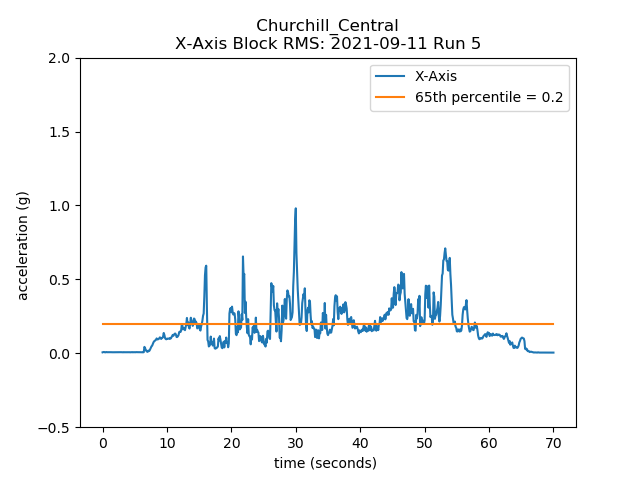 Churchill_Central
X-Axis Block RMS: 2021-09-11 Run 5
X-Axis
65th percentile = 0.2
acceleration (g)
2.0
1.5
1.0
0.5
0.0
−0.5
0 10 20 30 40 50 60 70
time (seconds)